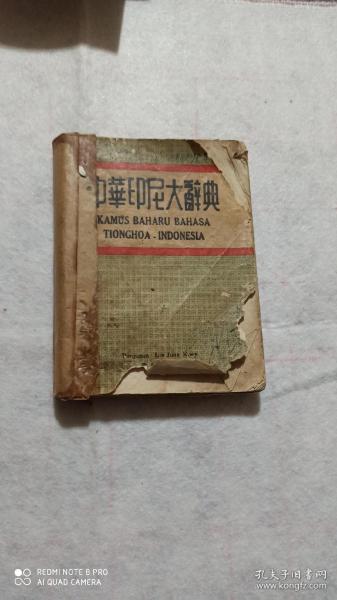 中華印尼大辭典
KAMUS BAHARU BAHASA
TIONGHOA - INDONESIA
REDMI NOTE 8 PRO
AI QUAD CAMERA
孔夫子旧书网
www.kongfz.com